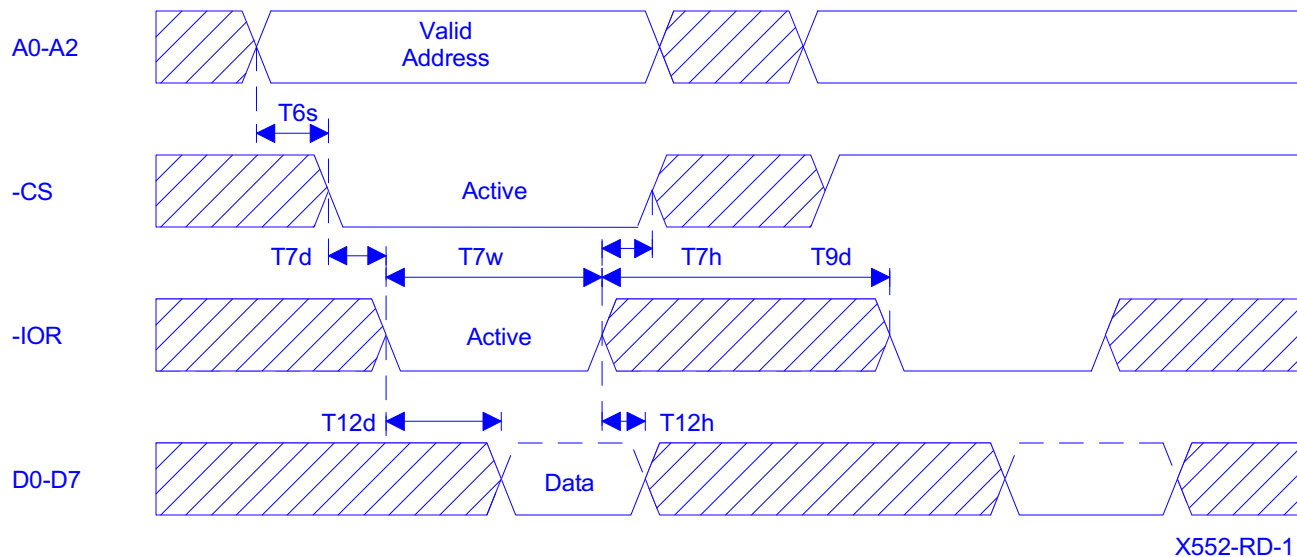 A0-A2
Valid
Address
T6s
-CS
Active
T7d
T7w
T7h
T9d
-IOR
Active
T12d
T12h
D0-D7
Data
X552-RD-1